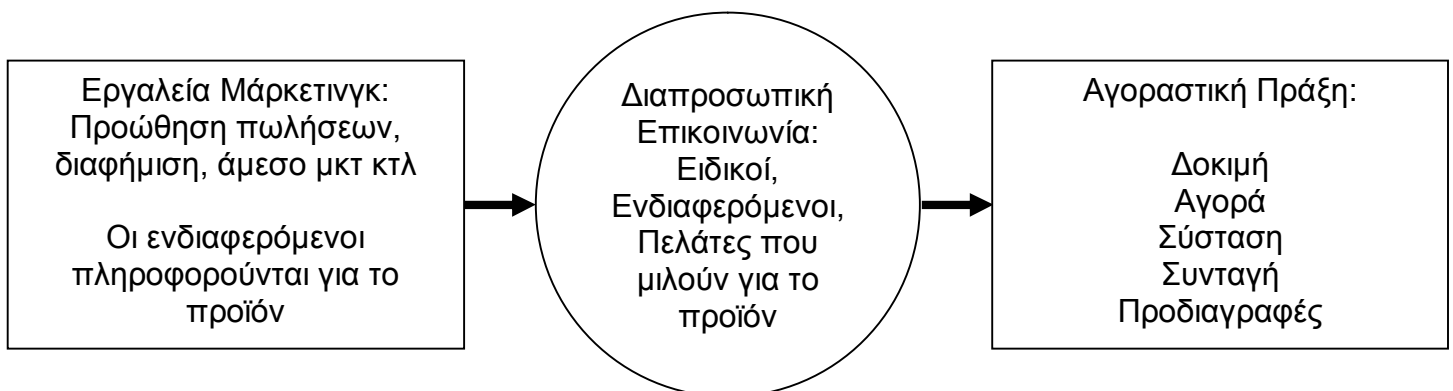 Εργαλεία Μάρκετινγκ:
Προώθηση πωλήσεων,
διαφήμιση, άμεσο μκτ κτλ
Οι ενδιαφερόμενοι
πληροφορούνται για το
προϊόν
Διαπροσωπική
Επικοινωνία:
Ειδικοί,
Ενδιαφερόμενοι,
Πελάτες που
μιλούν για το
προϊόν
Αγοραστική Πράξη:
Δοκιμή
Αγορά
Σύσταση
Συνταγή
Προδιαγραφές